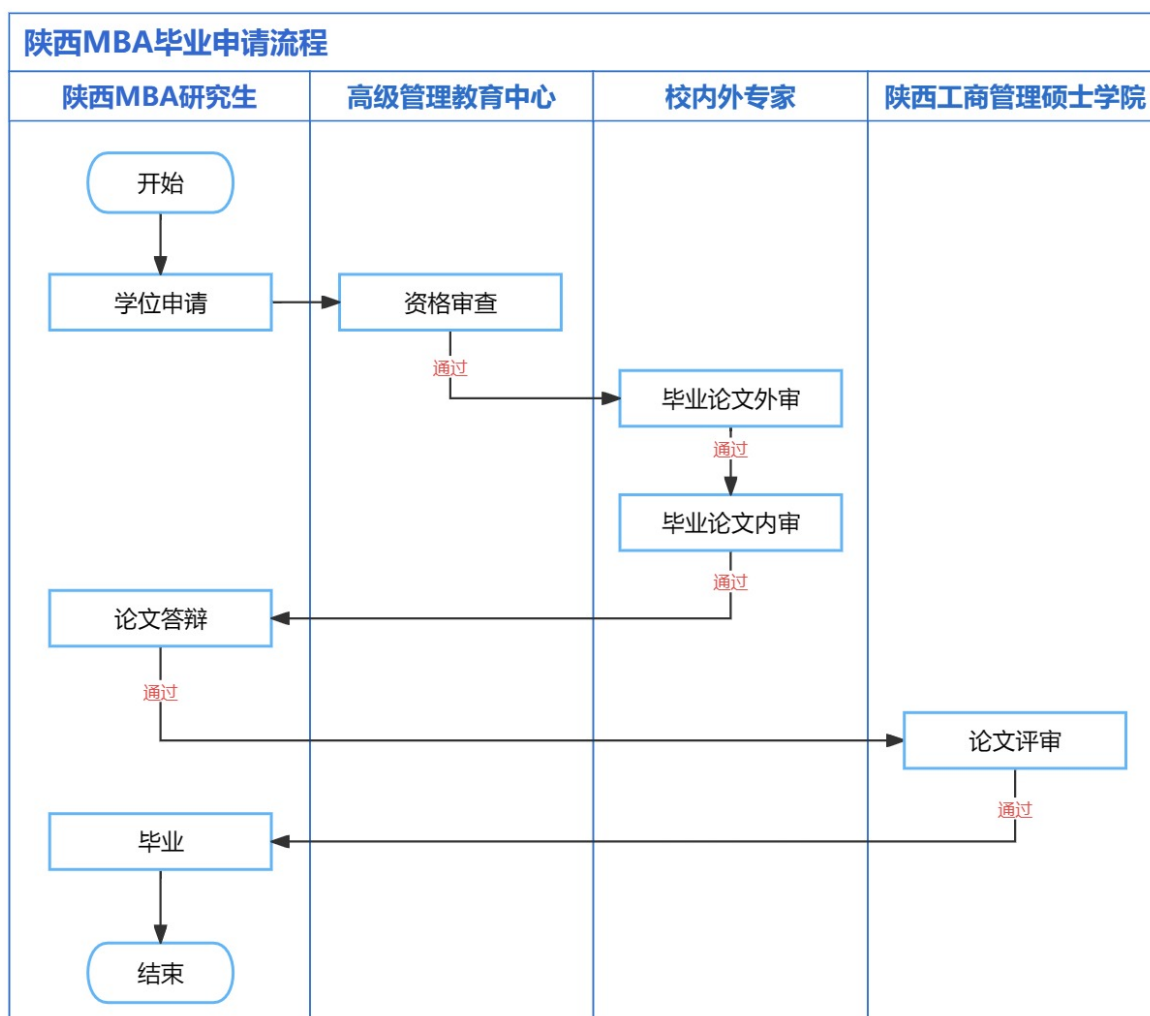 陕西MBA毕业申请流程
陕西MBA研究生
高级管理教育中心
校内外专家
陕西工商管理硕士学院
开始
学位申请
资格审查
通过
毕业论文外审
通过
毕业论文内审
通过
论文答辩
通过
论文评审
通过
毕业
结束